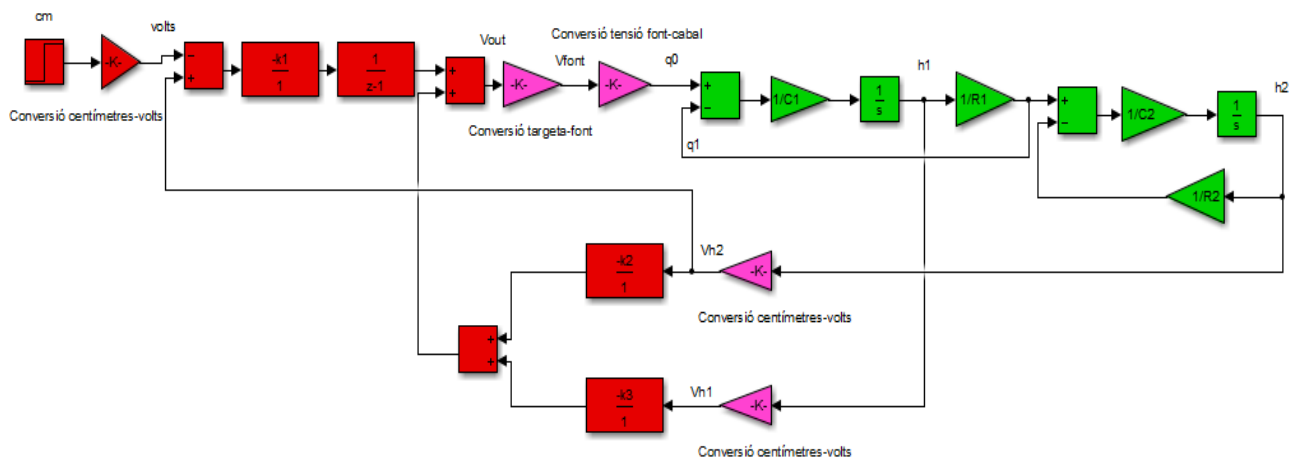 cm
volts
-K-
Conversió centímetres-volts
−
+
-k1
1
1
z-1
+
+
Vout
-K-
Conversió targeta-font
Vfont
Conversió tensió font-cabal
-K-
q0
+
−
q1
1/C1
1
s
h1
1/R1
+
−
1/C2
1
s
h2
1/R2
-k2
1
Vh2
-K-
Conversió centímetres-volts
+
+
-k3
1
Vh1
-K-
Conversió centímetres-volts